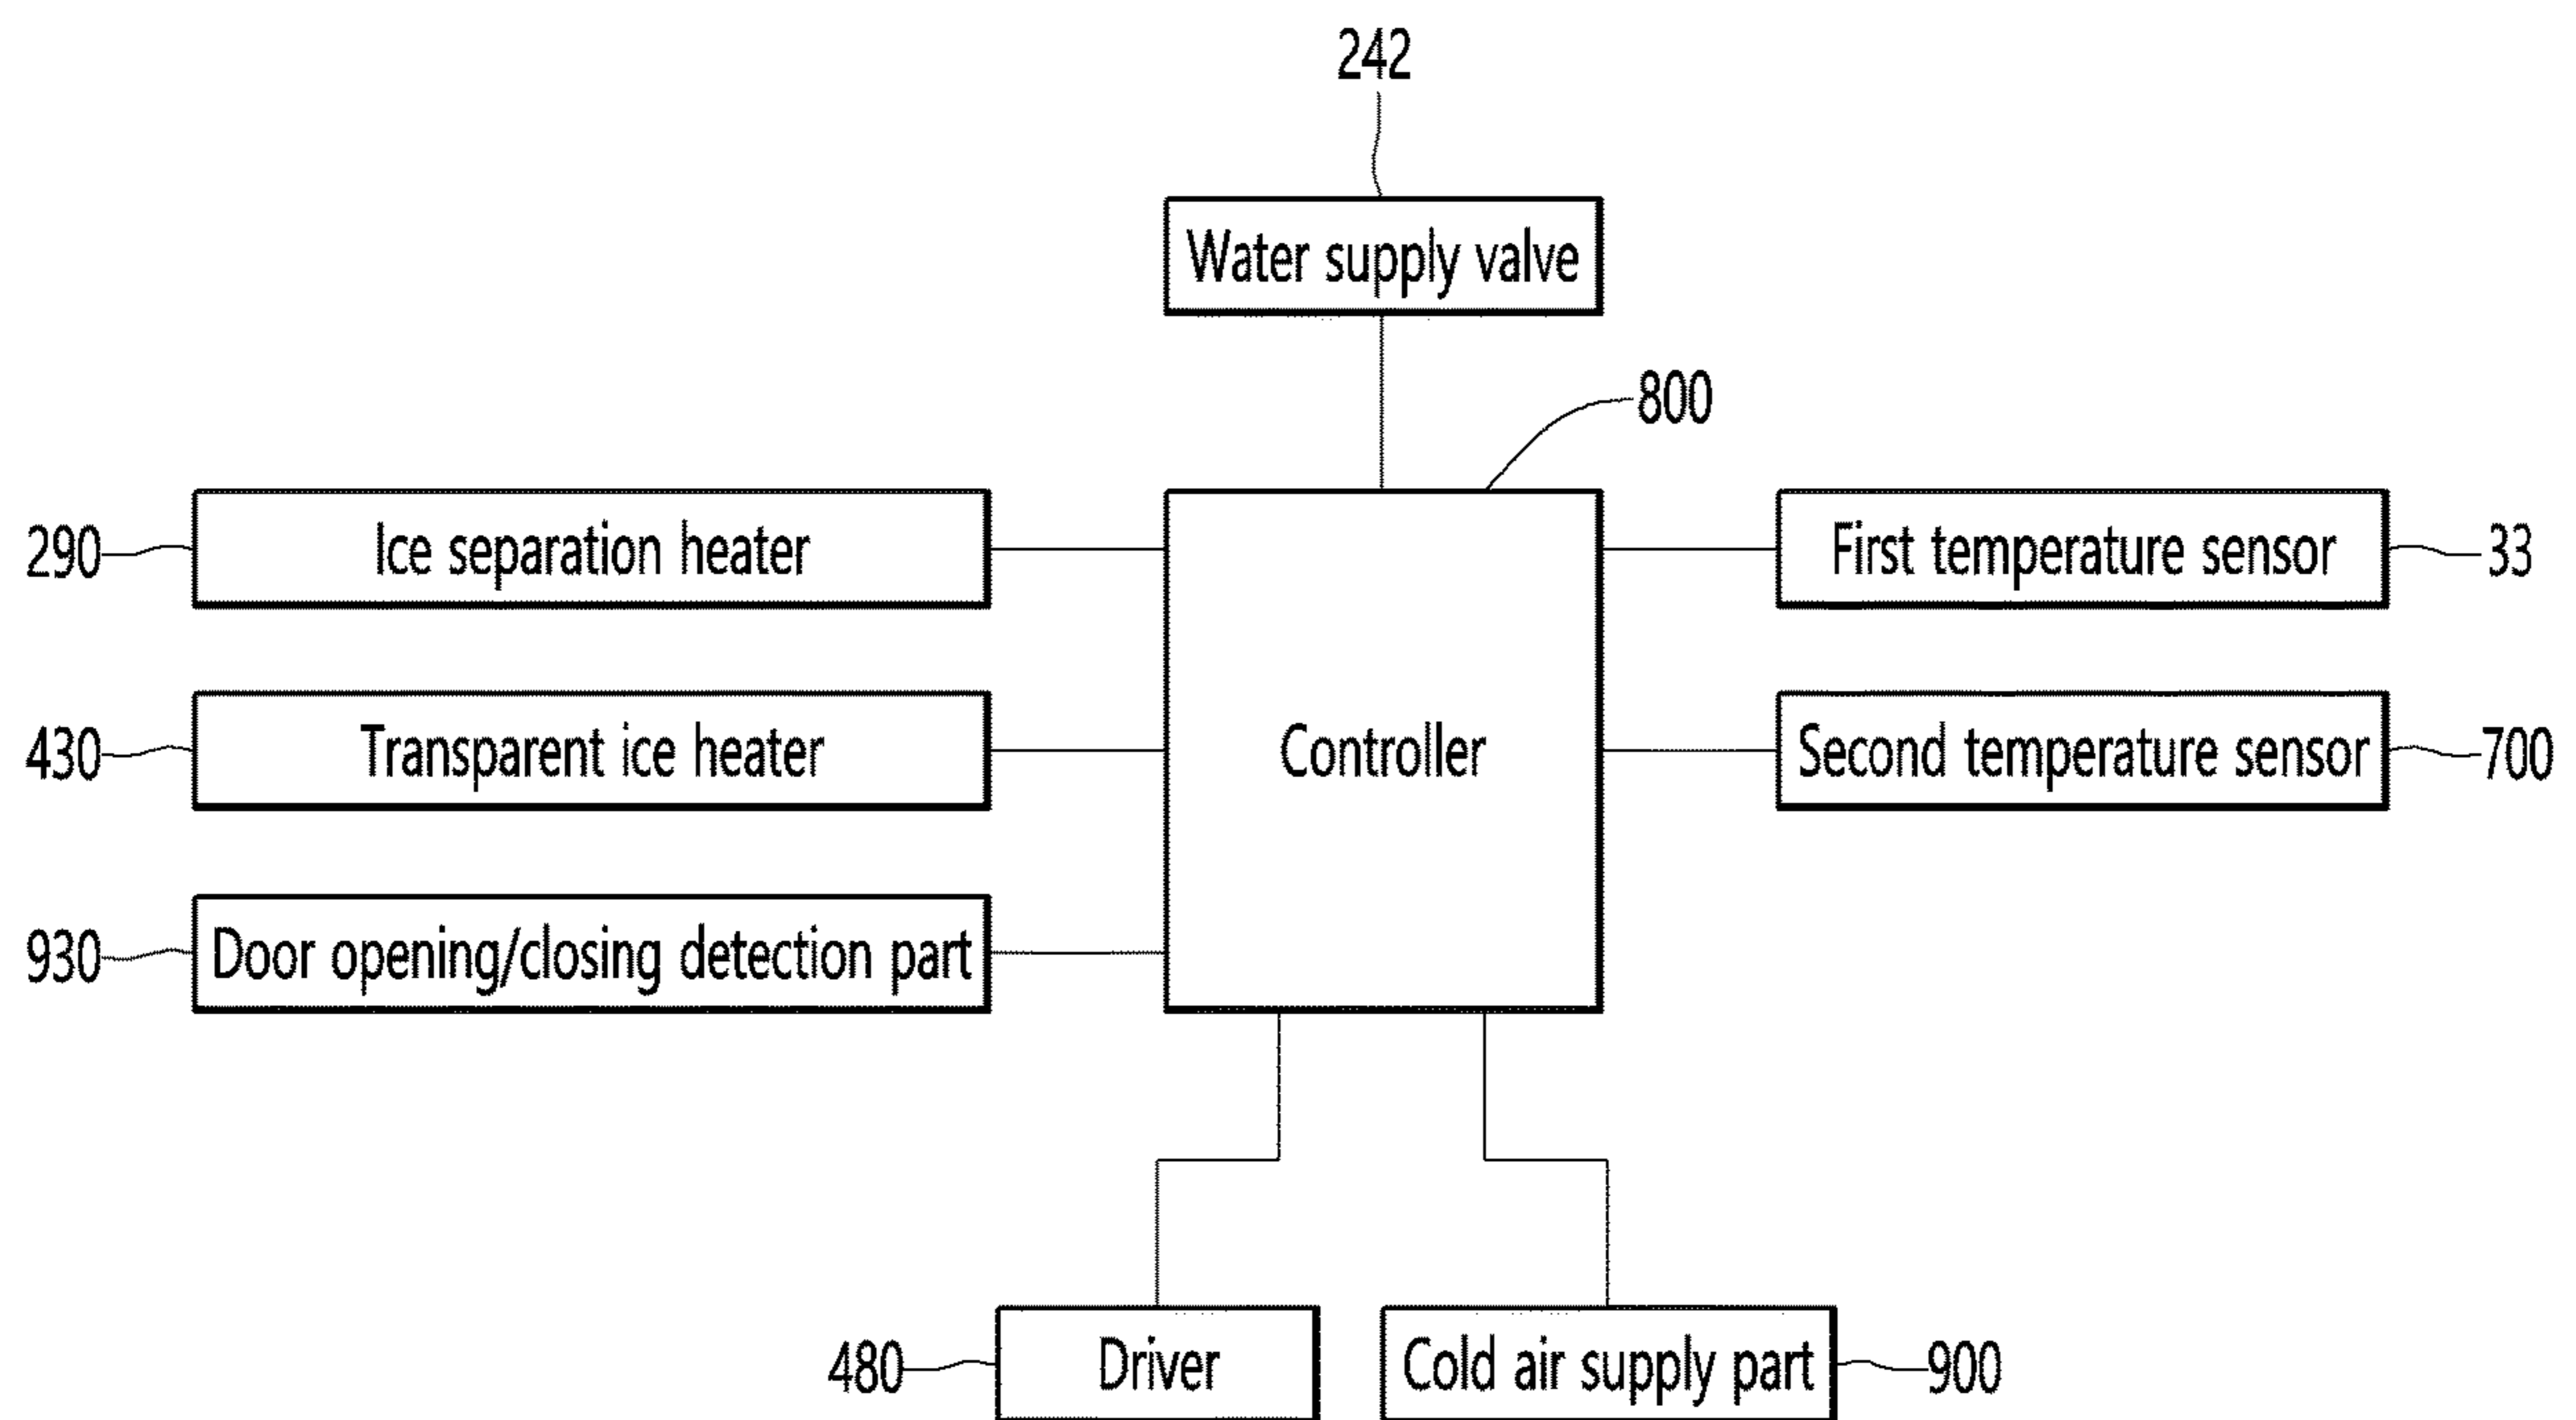 242
Water supply valve
800
290 Ice separation heater
First temperature sensor 33
430 Transparent ice heater
Controller
Second temperature sensor 700
930 Door opening/closing detection part
480 Driver
Cold air supply part 900